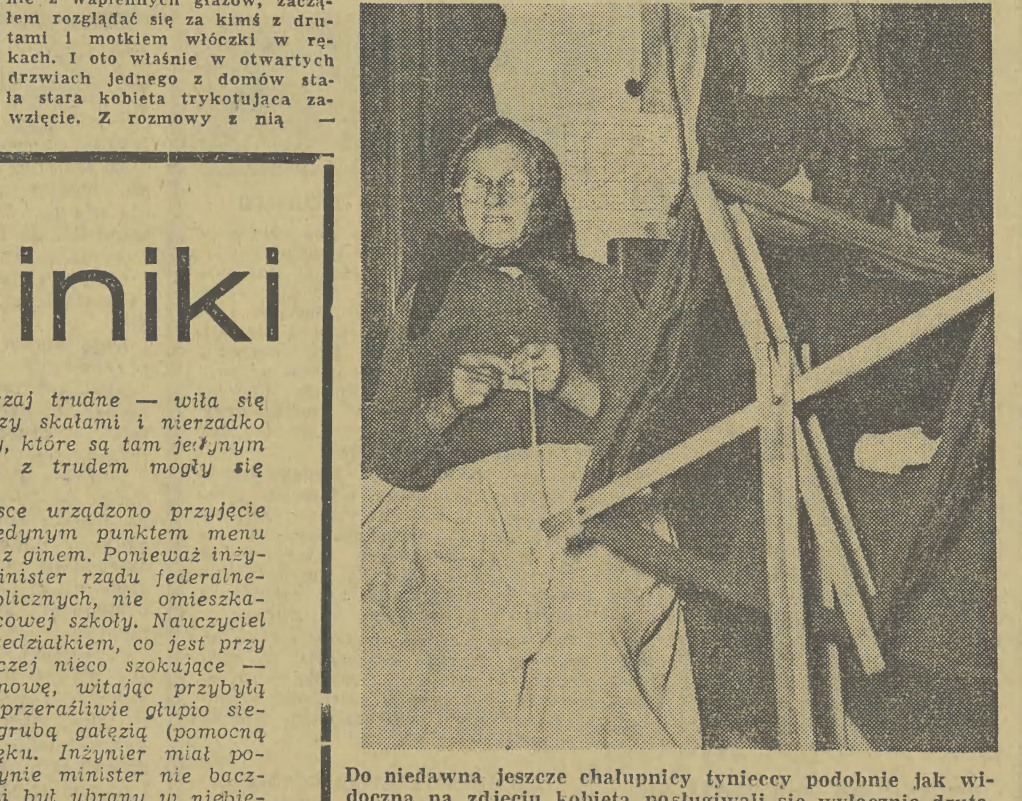 nie z wapiennych głazów, zaczą-
łem rozglądać się za kimś z dru-
tami i motkiem włóczki w rę-
kach. I oto właśnie w otwartych
drzwiach jednego z domów sta-
ła stara kobieta trykotująca za-
wzięcie. Z rozmowy z nią —
iniki
zaj trudne — wiła się
zy skałami i nierzadko
, które są tam jedynym
z trudem mogły się
sce urządzono przyjęcie
edynym punktem menu
z ginem. Ponieważ inży-
inister rządu federalne-
blicznych, nie omieszka-
cowej szkoły. Nauczyciel
edziałkiem, co jest przy
czej nieco szokujące —
mowę, witając przybyłą
przeraźliwie głupio sie-
grubą gałęzią (pomocną
ęku. Inżynier miał po-
ynie minister nie bacz-
i był ubrany w niebie-
Do niedawna jeszcze chałupnicy tynieccy podobnie jak wi-
doczna na zdjęciu kobieta posługiwali się wyłącznie druta-